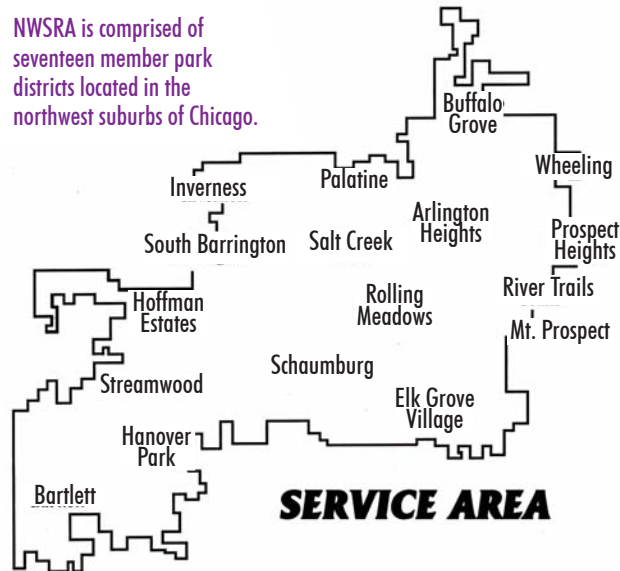 NWSRA is comprised of
seventeen member park
districts located in the
northwest suburbs of Chicago.
Buffalo
Grove
Wheeling
Inverness
Palatine
Arlington
Heights
Prospect
Heights
South Barrington
Salt Creek
River Trails
Hoffman
Estates
Rolling
Meadows
Mt. Prospect
Schaumburg
Streamwood
Elk Grove
Village
Hanover
Park
Bartlett
SERVICE AREA